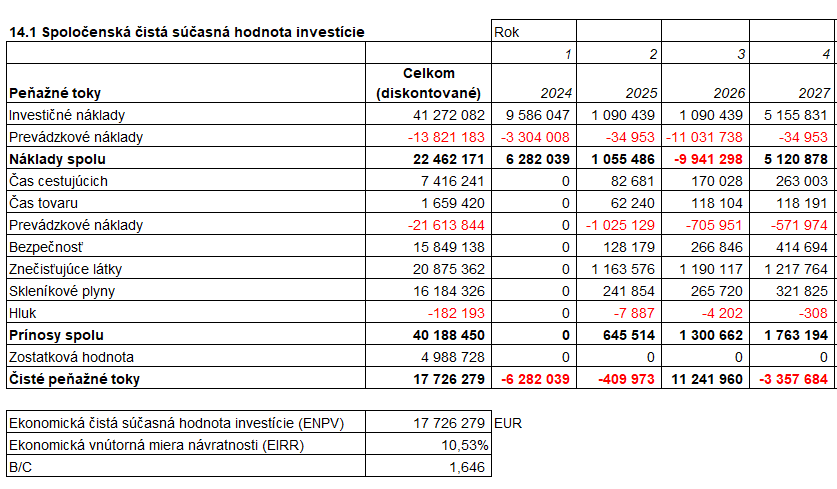 14.1 Spoločenská čistá súčasná hodnota investície Rok
1 2 3 4
Peňažné toky Celkom (diskontované) 2024 2025 2026 2027
Investičné náklady 41 272 082 9 586 047 1 090 439 1 090 439 5 155 831
Prevádzkové náklady -13 821 183 -3 304 008 -34 953 -11 031 738 -34 953
Náklady spolu 22 462 171 6 282 039 1 055 486 -9 941 298 5 120 878
Čas cestujúcich 7 416 241 0 82 681 170 028 263 003
Čas tovaru 1 659 420 0 62 240 118 104 118 191
Prevádzkové náklady -21 613 844 0 -1 025 129 -705 951 -571 974
Bezpečnosť 15 849 138 0 128 179 266 846 414 694
Znečisťujúce látky 20 875 362 0 1 163 576 1 190 117 1 217 764
Skleníkové plyny 16 184 326 0 241 854 265 720 321 825
Hluk -182 193 0 -7 887 -4 202 -308
Prínosy spolu 40 188 450 0 645 514 1 300 662 1 763 194
Zostatková hodnota 4 988 728 0 0 0 0
Čisté peňažné toky 17 726 279 -6 282 039 -409 973 11 241 960 -3 357 684
Ekonomická čistá súčasná hodnota investície (ENPV) 17 726 279 EUR
Ekonomická vnútorná miera návratnosti (EIRR) 10,53%
B/C 1,646